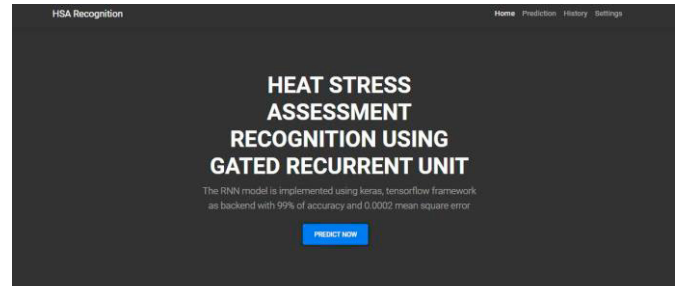 HSA Recognition
Home Prediction History Settings
HEAT STRESS
ASSESSMENT
RECOGNITION USING
GATED RECURRENT UNIT
The RNN model is implemented using keras, tensorflow framework
as backend with 99% of accuracy and 0.0002 mean square error
PREDICT NOW